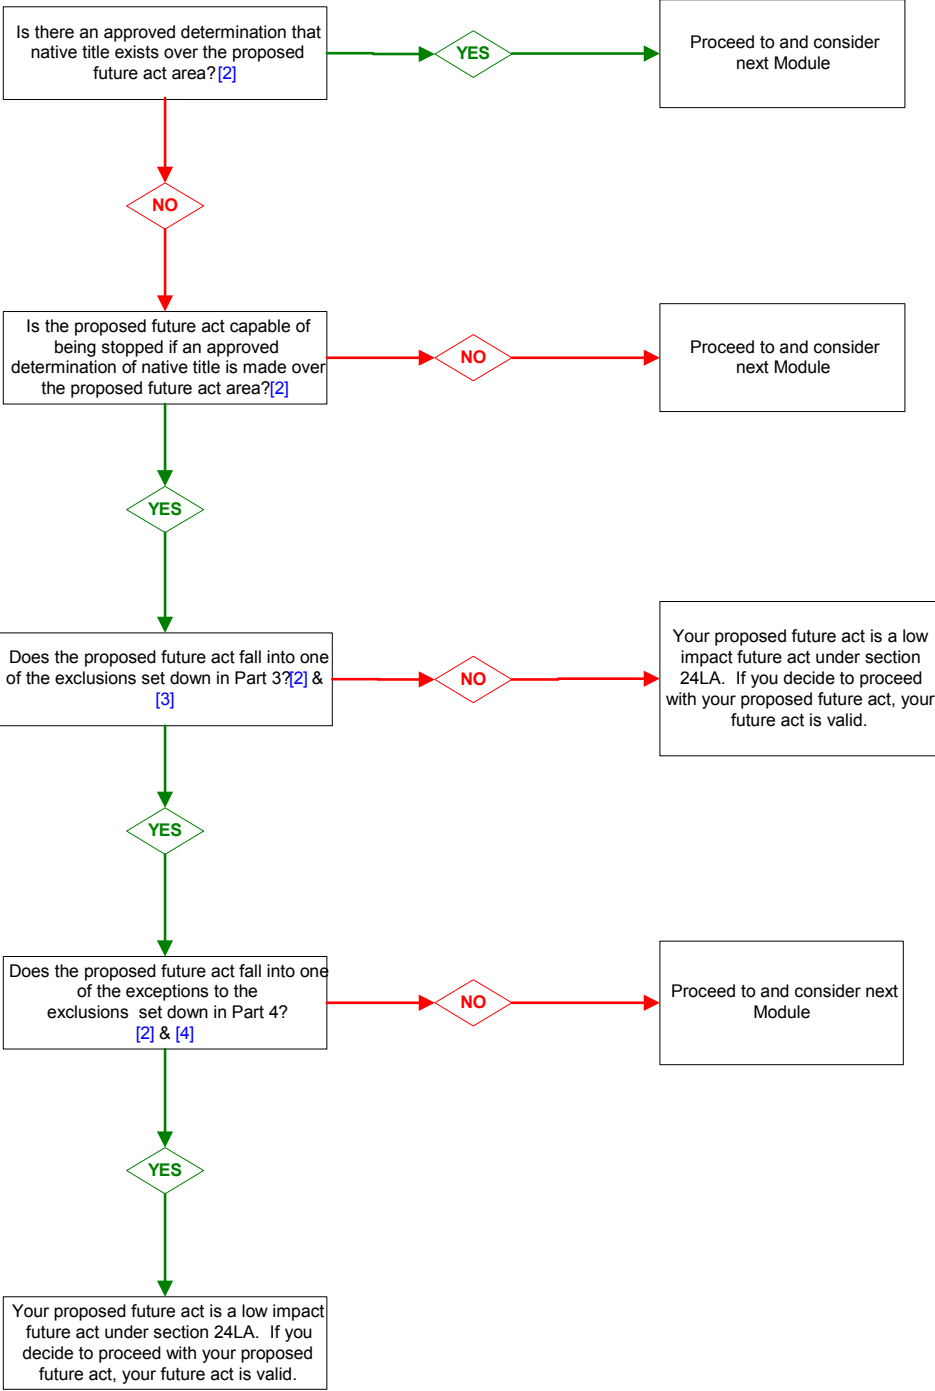 Is there an approved determination that
native title exists over the proposed
future act area?[2]
YES
Proceed to and consider
next Module
NO
Is the proposed future act capable of
being stopped if an approved
determination of native title is made over
the proposed future act area?[2]
NO
Proceed to and consider
next Module
YES
Does the proposed future act fall into one
of the exclusions set down in Part 3?[2] &
[3]
NO
Your proposed future act is a low
impact future act under section
24LA.  If you decide to proceed
with your proposed future act, your
future act is valid.
YES
Does the proposed future act fall into one
of the exceptions to the
exclusions  set down in Part 4?
[2] & [4]
NO
Proceed to and consider next
Module
YES
Your proposed future act is a low impact
future act under section 24LA.  If you
decide to proceed with your proposed
future act, your future act is valid.